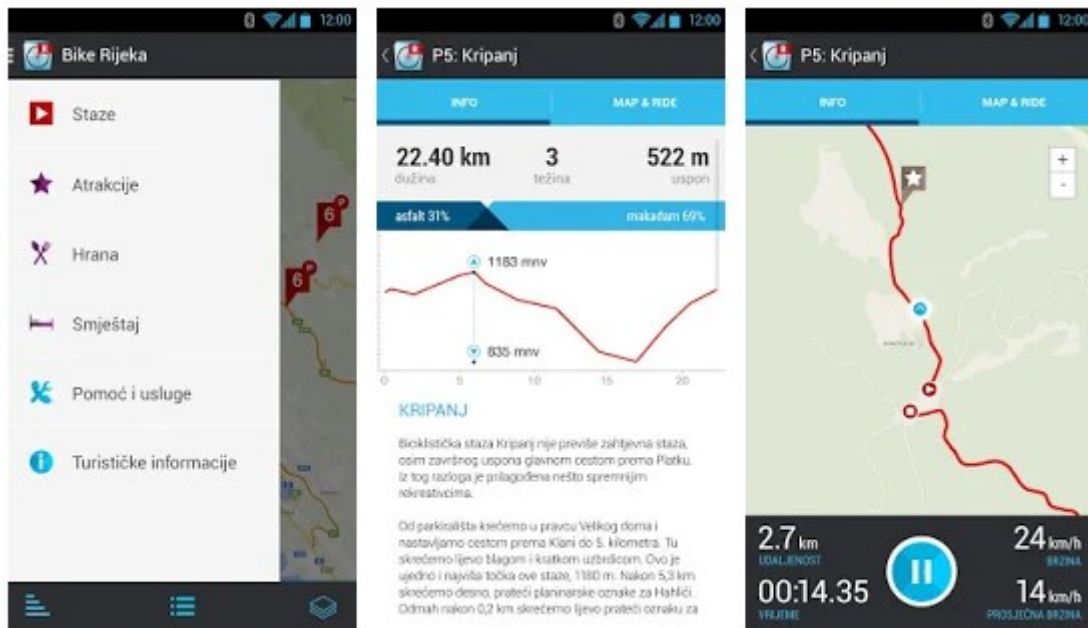 12:00
Bike Rijeka
Staze
Atrakcije
Hrana
Smještaj
Pomoć i usluge
Turističke informacije
6 P
6 P
12:00
P5: Kripanj
INFO
MAP & RIDE
22.40 km
3
522 m
dužina
težina
uspon
asfalt 31%
makadam 69%
1183 mnv
835 mnv
0
5
10
15
20
KRIPANJ
Biciklistička staza Kripanj nije previše zahtjevna staza,
osim završnog uspona glavnom cestom prema Platku.
Iz tog razloga je prilagođena nešto spremnijim
rekreativcima.
Od parkirališta krećemo u pravcu Velikog doma i
nastavljamo cestom prema Klani do 5. kilometra. Tu
skrećemo lijevo blagom i kratkom uzbrdicom. Ovo je
ujedno i najviša točka ove staze, 1180 m. Nakon 5,3 km
skrećemo desno, prateći planinarske oznake za Hahlići.
Odmah nakon 0,2 km skrećemo lijevo prateći oznaku za
12:00
P5: Kripanj
INFO
MAP & RIDE
+
-
2.7 km
UDALJENOST
24 km/h
BRZINA
00:14.35
VRIJEME
14 km/h
PROSJEČNA BRZINA